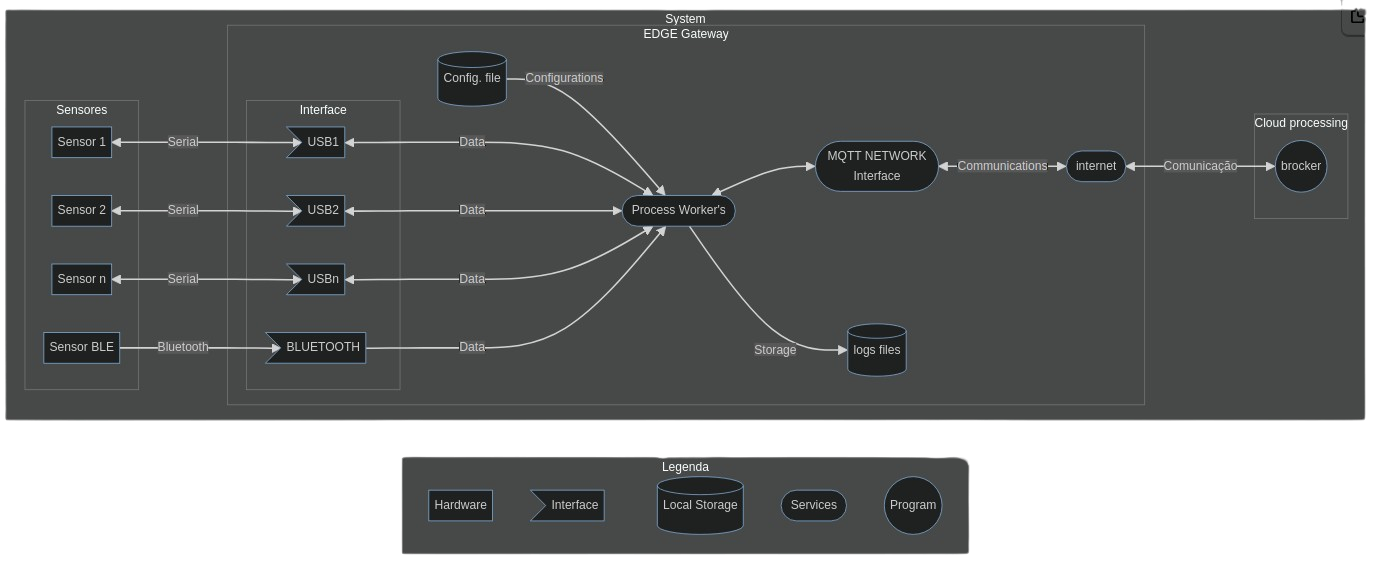 System
EDGE Gateway
Config. file
Configurations
Sensores
Interface
Cloud processing
Sensor 1
Serial
USB1
Data
MQTT NETWORK
Interface
Communications
internet
Comunicação
brocker
Sensor 2
Serial
USB2
Data
Process Worker's
Sensor n
Serial
USBn
Data
Sensor BLE
Bluetooth
BLUETOOTH
Data
Storage
logs files
Legenda
Hardware
Interface
Local Storage
Services
Program